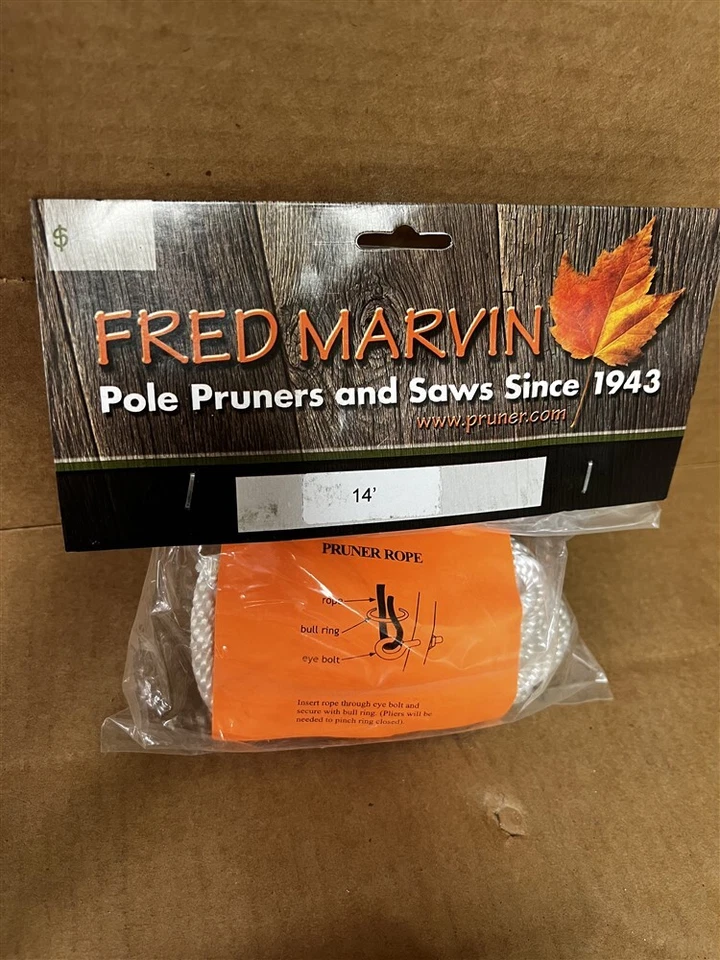 $
FRED MARVIN
Pole Pruners and Saws Since 1943
www.pruner.com
14'
PRUNER ROPE
rope
bull ring
eye bolt
Insert rope through eye bolt and
secure with bull ring. (Pliers will be
needed to pinch ring closed).